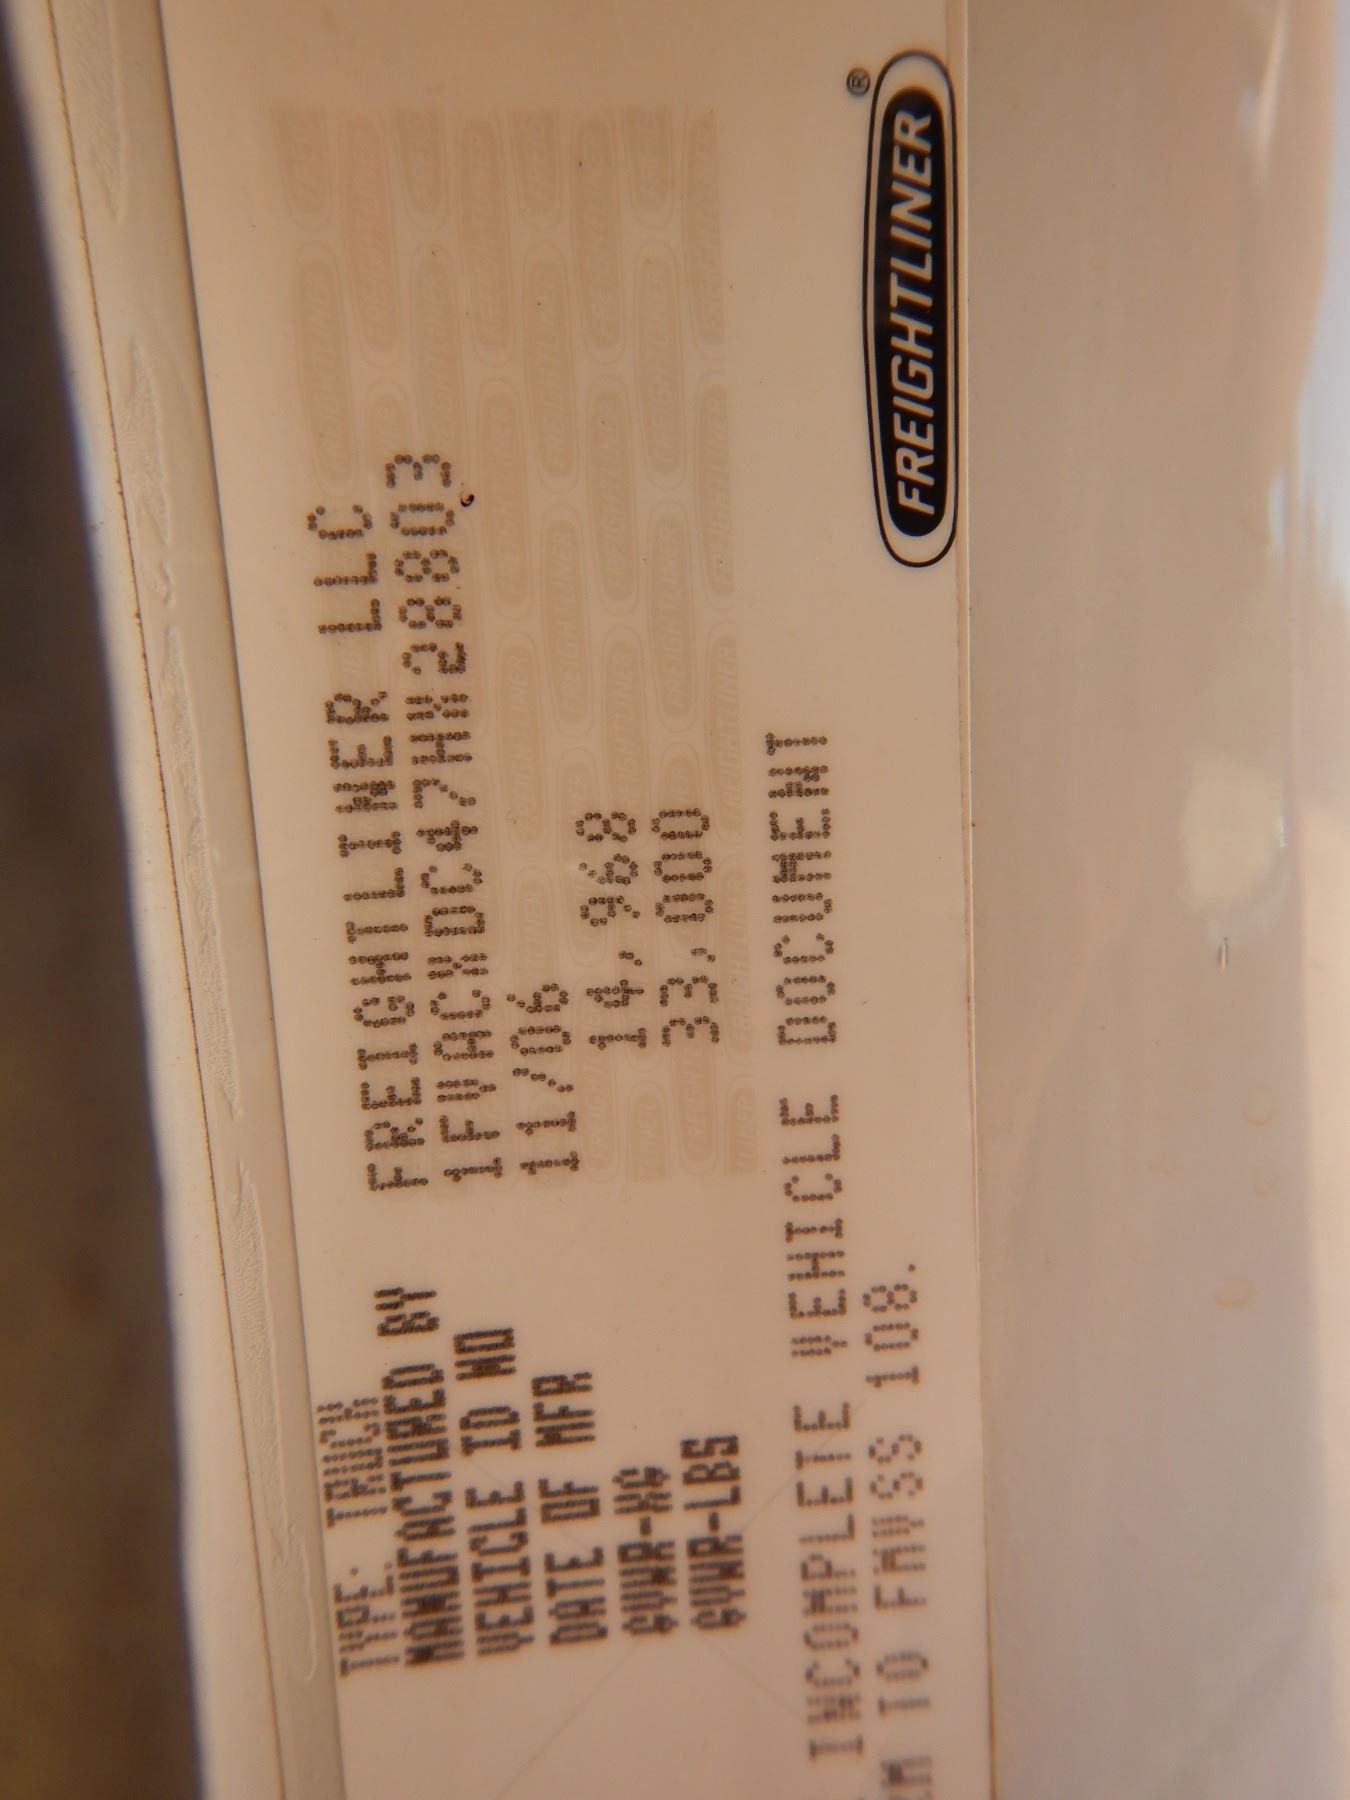 TYPE: TRUCK
MANUFACTURED BY FREIGHTLINER LLC
VEHICLE ID NO 1FVACXDC47HX28803
DATE OF MFR 11/06
GVWR-KG 14,968
GVWR-LBS 33,000
INCOMPLETE VEHICLE DOCUMENT
TO FMVSS 108.
FREIGHTLINER ®